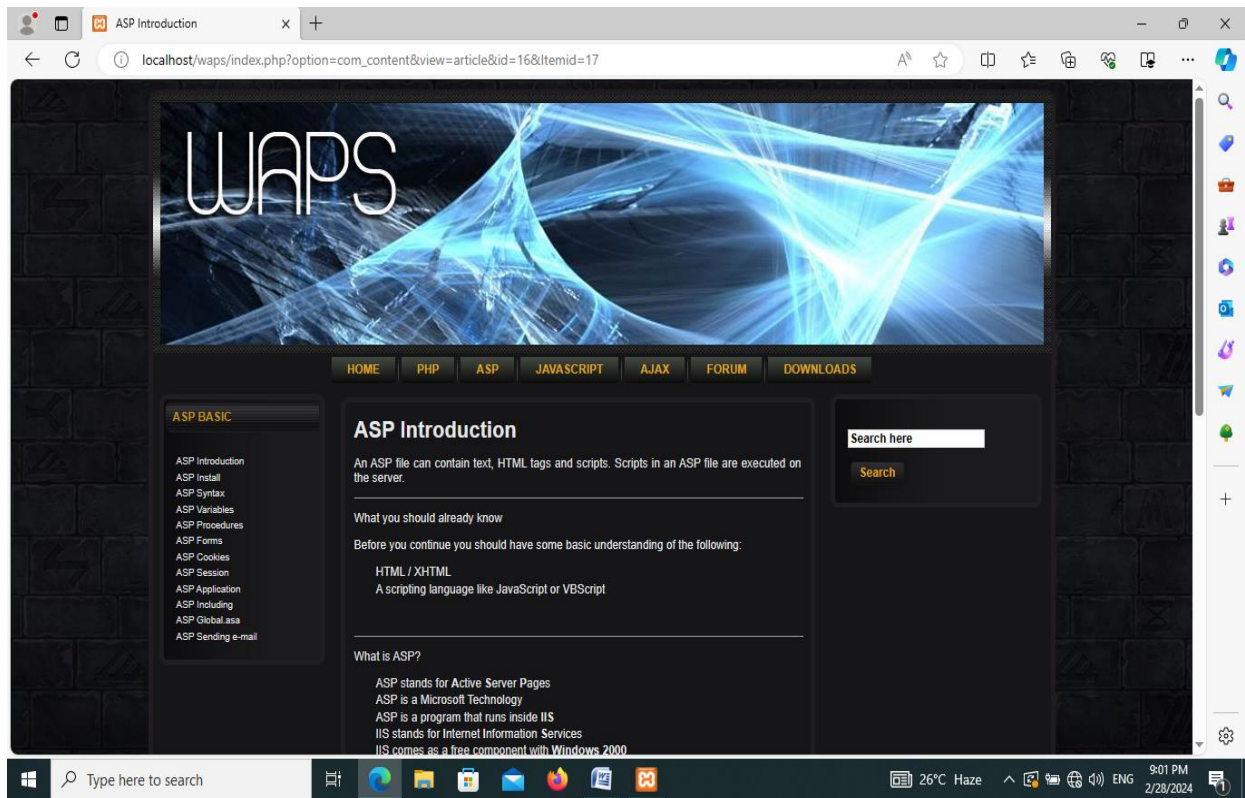 ASP Introduction
localhost/waps/index.php?option=com_content&view=article&id=16&Itemid=17
WAPS
HOME PHP ASP JAVASCRIPT AJAX FORUM DOWNLOADS
ASP BASIC
ASP Introduction
ASP Install
ASP Syntax
ASP Variables
ASP Procedures
ASP Forms
ASP Cookies
ASP Session
ASP Application
ASP Including
ASP Global.asa
ASP Sending e-mail
ASP Introduction
An ASP file can contain text, HTML tags and scripts. Scripts in an ASP file are executed on
the server.
What you should already know
Before you continue you should have some basic understanding of the following:
HTML / XHTML
A scripting language like JavaScript or VBScript
What is ASP?
ASP stands for Active Server Pages
ASP is a Microsoft Technology
ASP is a program that runs inside IIS
IIS stands for Internet Information Services
IIS comes as a free component with Windows 2000
Search here
Search
Type here to search
26°C Haze
ENG
9:01 PM
2/28/2024